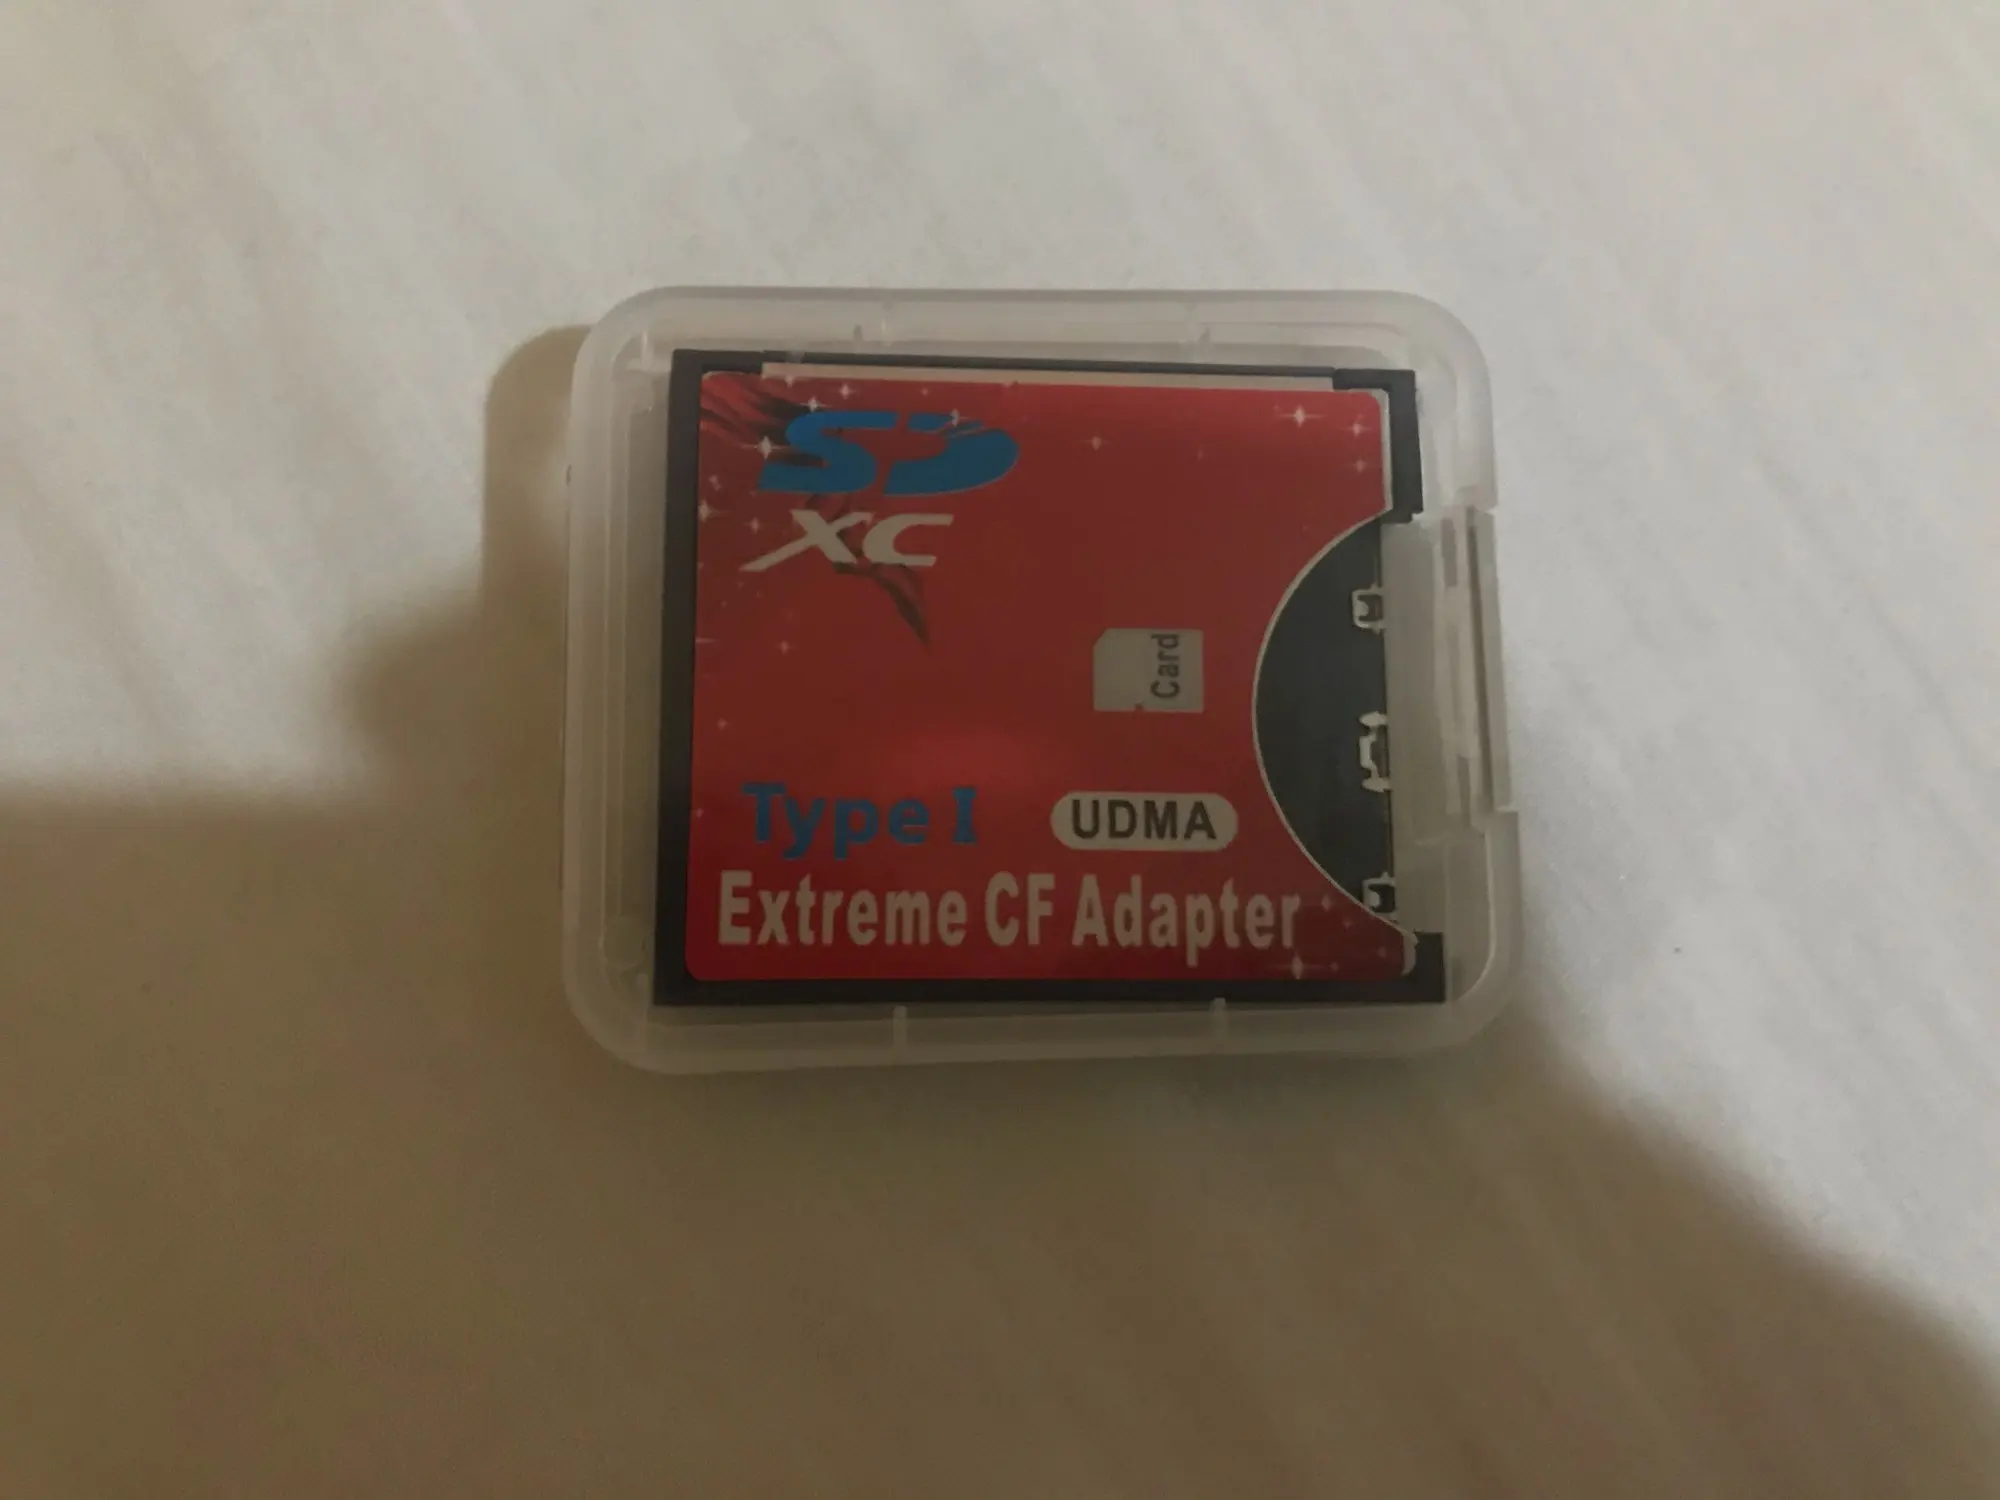 SD
XC
Card
Type I
UDMA
Extreme CF Adapter